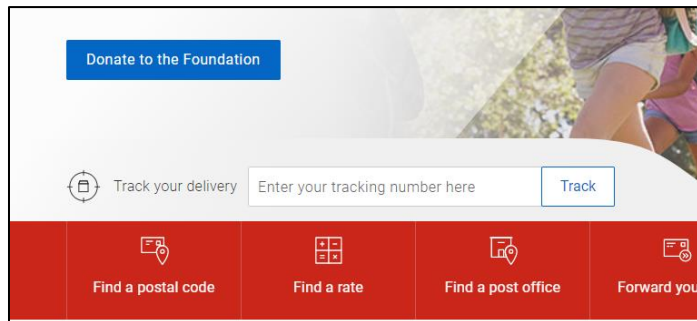 Donate to the Foundation
Track your delivery Enter your tracking number here Track
Find a postal code Find a rate Find a post office Forward you